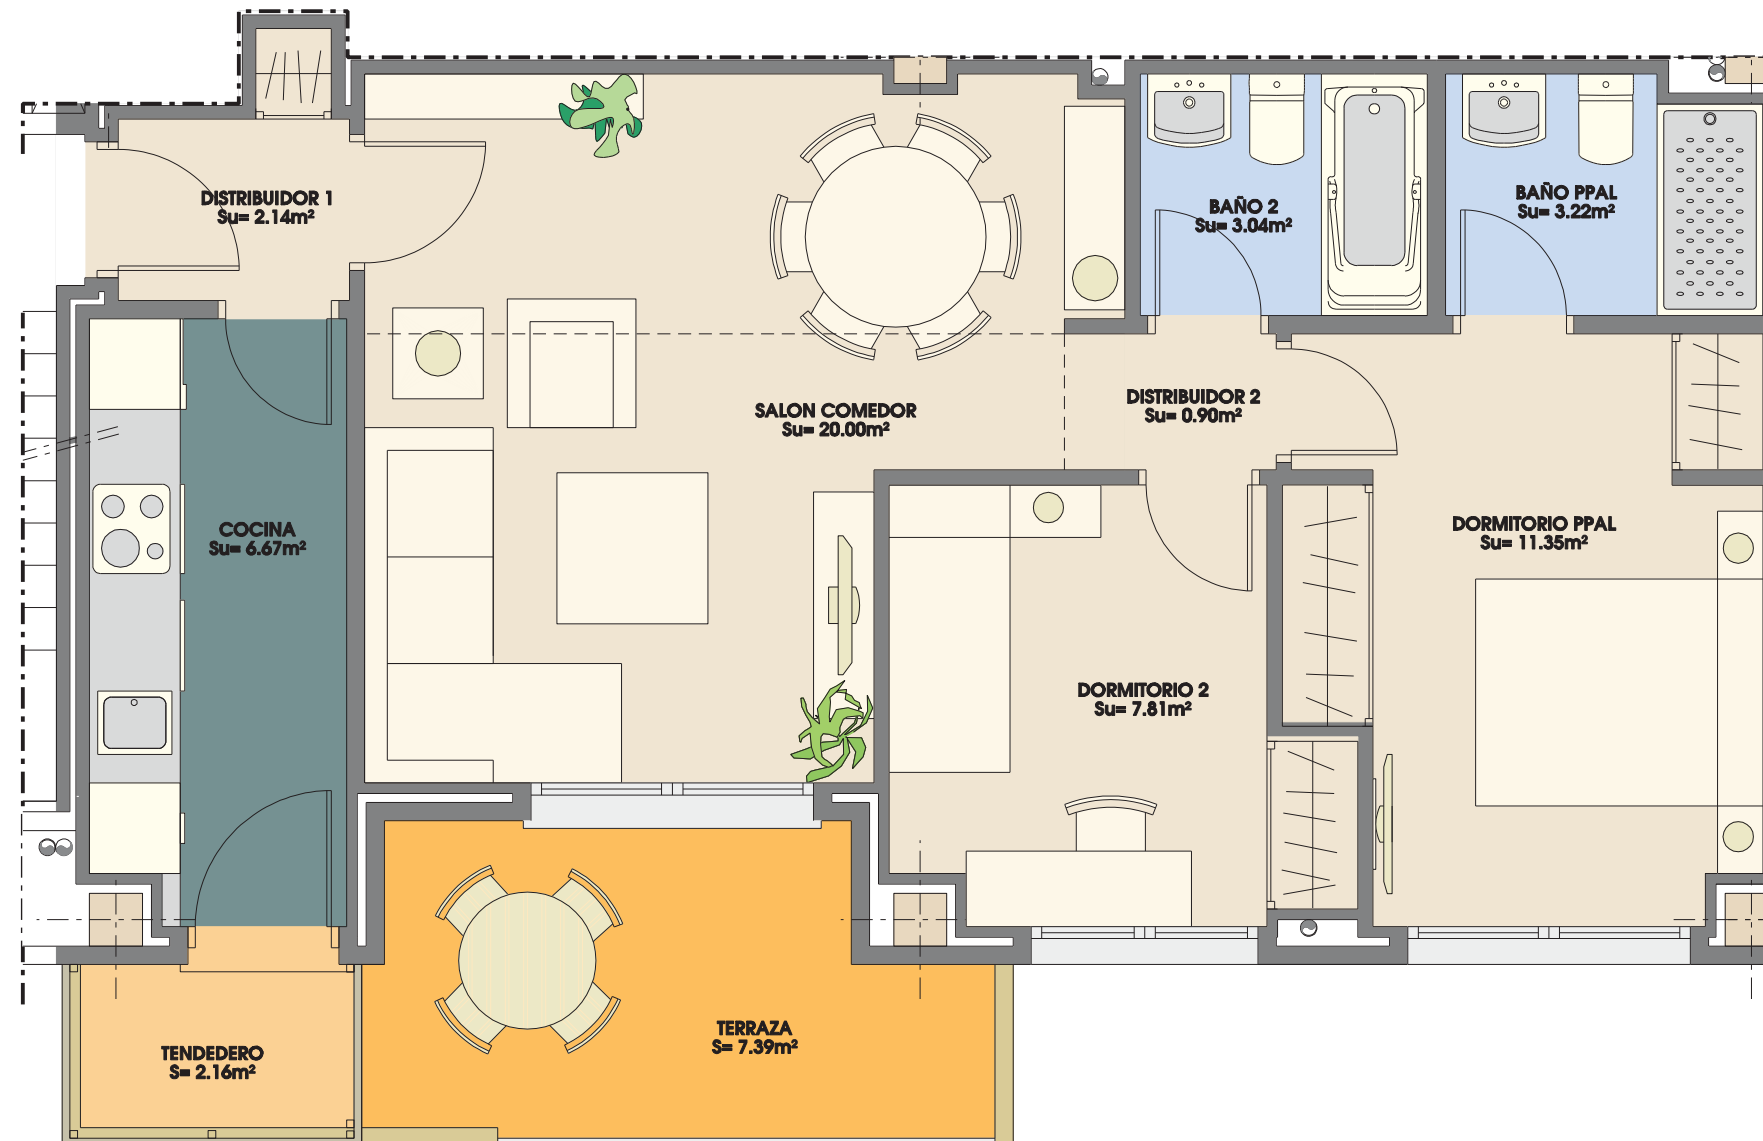 DISTRIBUIDOR 1
Su= 2.14m²
BAÑO 2
Su= 3.04m²
BAÑO PPAL
Su= 3.22m²
SALON COMEDOR
Su= 20.00m²
DISTRIBUIDOR 2
Su= 0.90m²
COCINA
Su= 6.67m²
DORMITORIO PPAL
Su= 11.35m²
DORMITORIO 2
Su= 7.81m²
TERRAZA
S= 7.39m²
TENDEDERO
S= 2.16m²